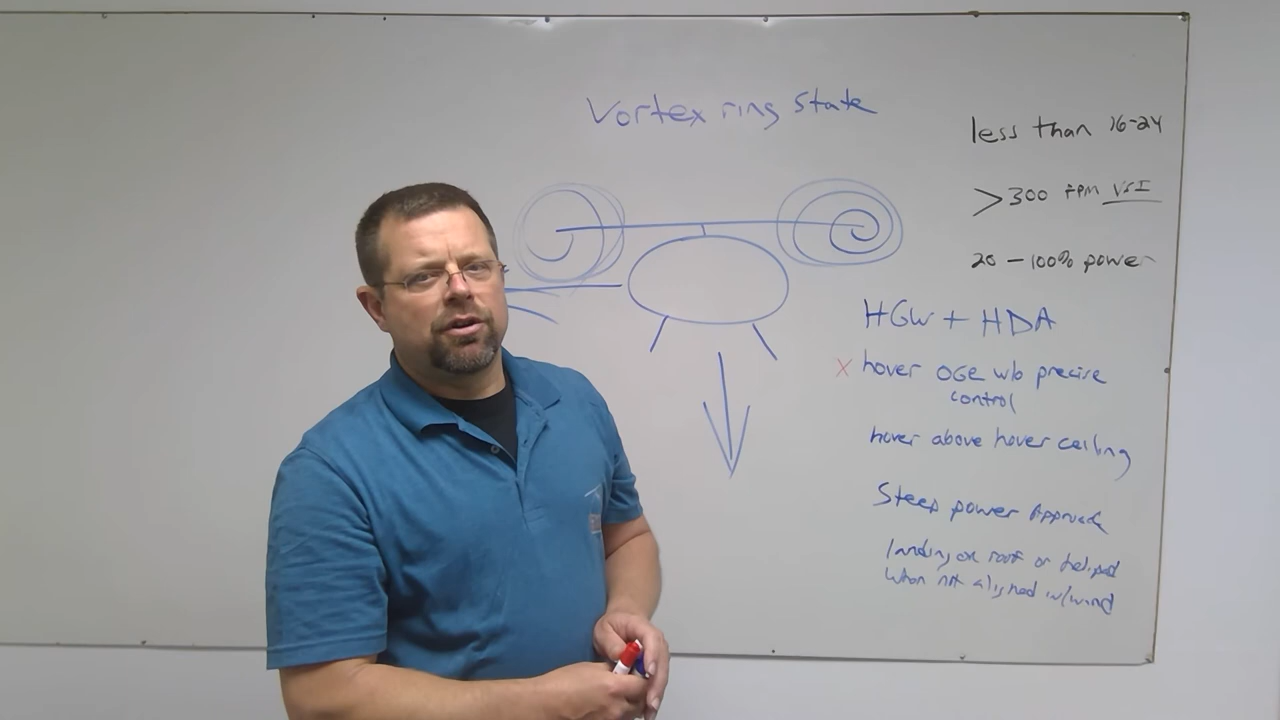 Vortex ring state
less than 16-24
>300 FPM VSI
20 - 100% power
HGW + HDA
x hover OGE w/o precise
control
hover above hover ceiling
Steep power Approach
landing on roof or helipad
when not aligned w/wind